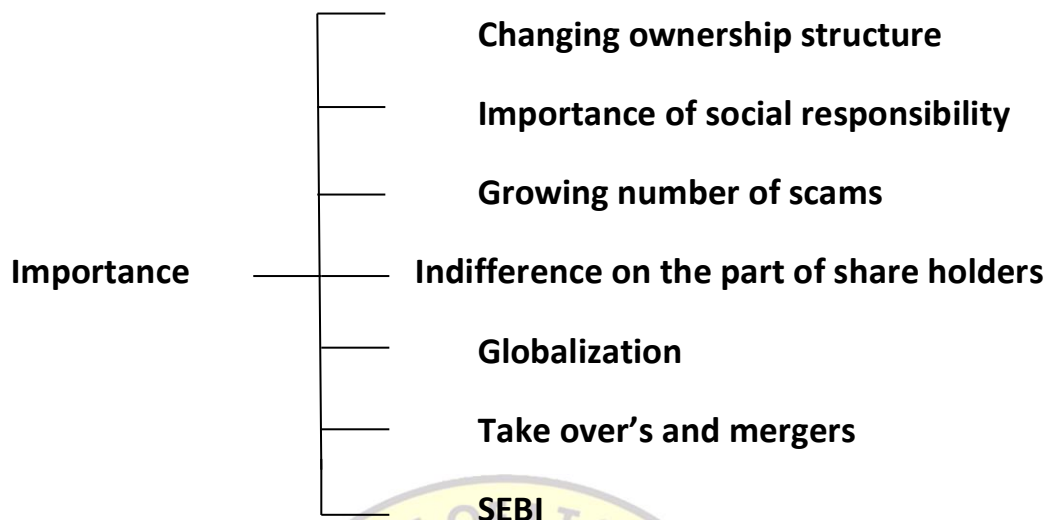 Changing ownership structure
Importance of social responsibility
Growing number of scams
Importance
Indifference on the part of share holders
Globalization
Take over’s and mergers
SEBI